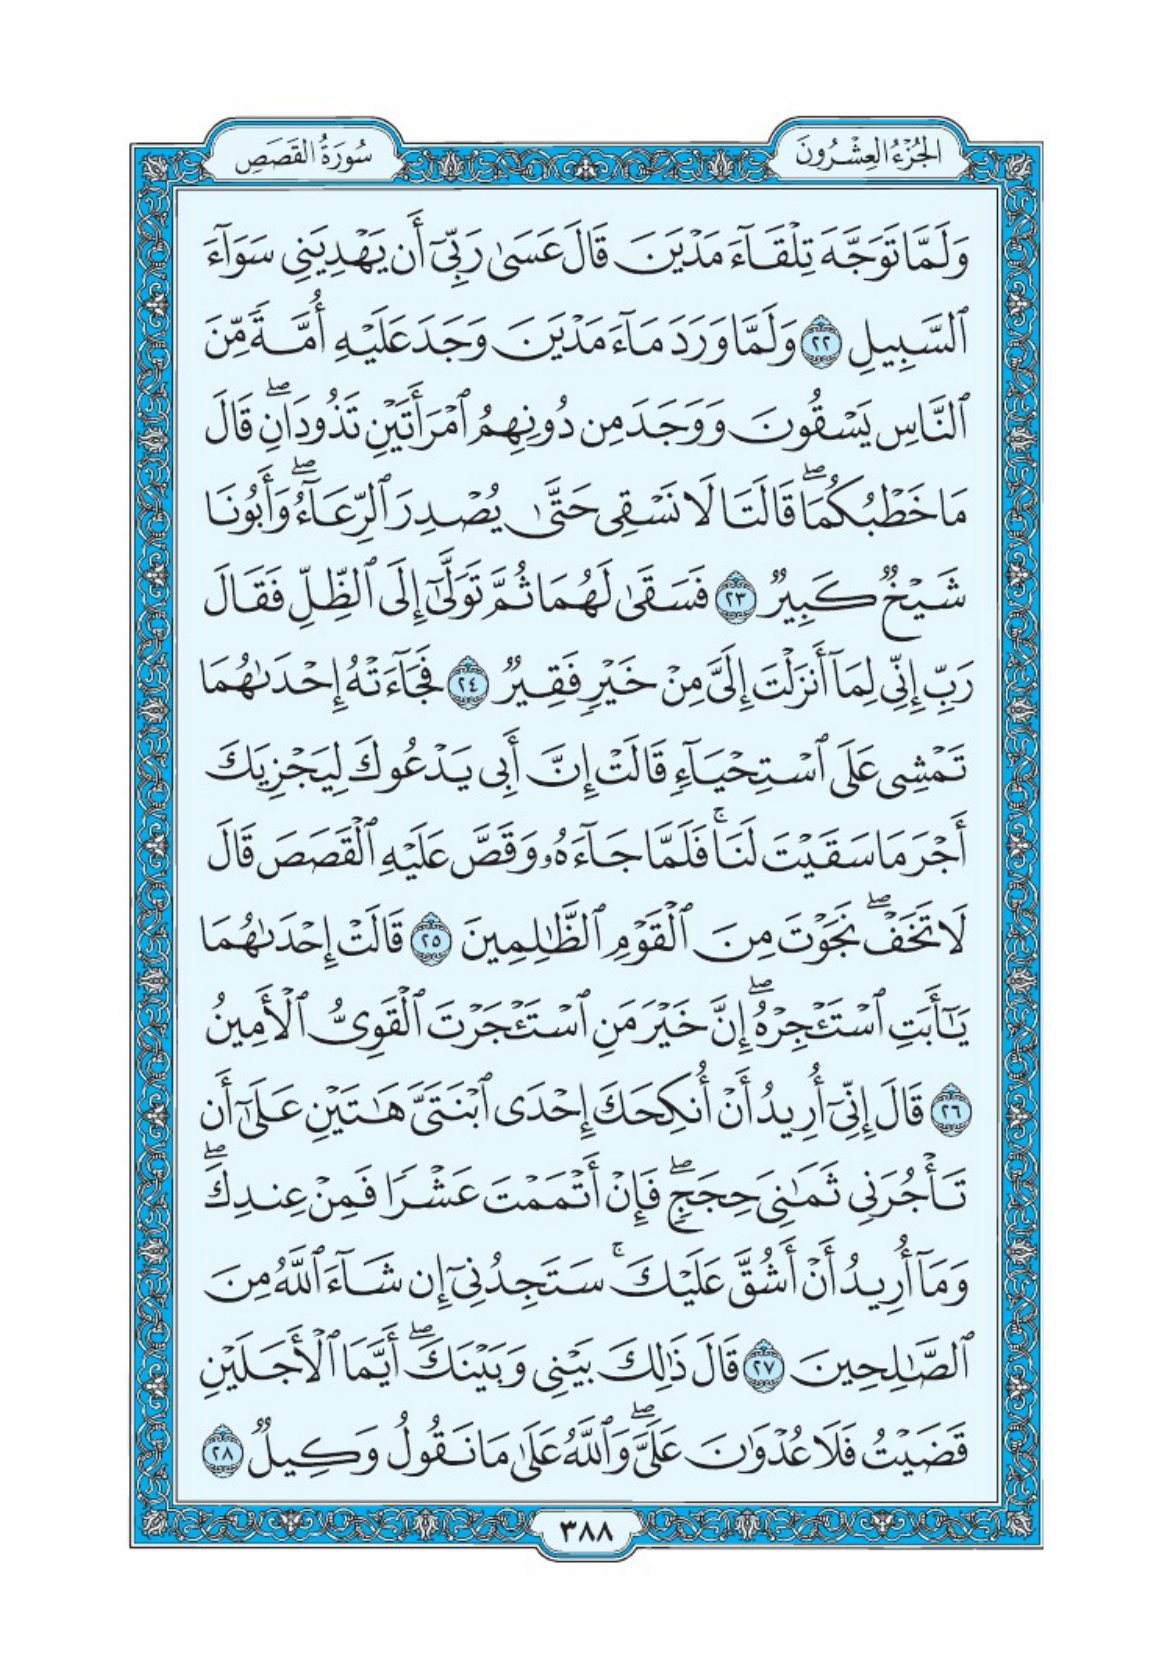 الجُزْءُ العِشْرُونَ
سُورَةُ القَصَصِ
وَلَمَّا تَوَجَّهَ تِلْقَآءَ مَدْيَنَ قَالَ عَسَىٰ رَبِّىٓ أَن يَهْدِيَنِى سَوَآءَ
ٱلسَّبِيلِ ٢٢ وَلَمَّا وَرَدَ مَآءَ مَدْيَنَ وَجَدَ عَلَيْهِ أُمَّةً مِّنَ
ٱلنَّاسِ يَسْقُونَ وَوَجَدَ مِن دُونِهِمُ ٱمْرَأَتَيْنِ تَذُودَانِۖ قَالَ
مَا خَطْبُكُمَاۖ قَالَتَا لَا نَسْقِى حَتَّىٰ يُصْدِرَ ٱلرِّعَآءُۖ وَأَبُونَا
شَيْخٌ كَبِيرٌ ٢٣ فَسَقَىٰ لَهُمَا ثُمَّ تَوَلَّىٰٓ إِلَى ٱلظِّلِّ فَقَالَ
رَبِّ إِنِّى لِمَآ أَنزَلْتَ إِلَىَّ مِنْ خَيْرٍ فَقِيرٌ ٢٤ فَجَآءَتْهُ إِحْدَىٰهُمَا
تَمْشِى عَلَى ٱسْتِحْيَآءٍ قَالَتْ إِنَّ أَبِى يَدْعُوكَ لِيَجْزِيَكَ
أَجْرَ مَا سَقَيْتَ لَنَاۚ فَلَمَّا جَآءَهُۥ وَقَصَّ عَلَيْهِ ٱلْقَصَصَ قَالَ
لَا تَخَفْۖ نَجَوْتَ مِنَ ٱلْقَوْمِ ٱلظَّٰلِمِينَ ٢٥ قَالَتْ إِحْدَىٰهُمَا
يَٰٓأَبَتِ ٱسْتَـْٔجِرْهُۖ إِنَّ خَيْرَ مَنِ ٱسْتَـْٔجَرْتَ ٱلْقَوِىُّ ٱلْأَمِينُ
٢٦ قَالَ إِنِّىٓ أُرِيدُ أَنْ أُنكِحَكَ إِحْدَى ٱبْنَتَىَّ هَٰتَيْنِ عَلَىٰٓ أَن
تَأْجُرَنِى ثَمَٰنِىَ حِجَجٍۖ فَإِنْ أَتْمَمْتَ عَشْرًا فَمِنْ عِندِكَۖ
وَمَآ أُرِيدُ أَنْ أَشُقَّ عَلَيْكَۚ سَتَجِدُنِىٓ إِن شَآءَ ٱللَّهُ مِنَ
ٱلصَّٰلِحِينَ ٢٧ قَالَ ذَٰلِكَ بَيْنِى وَبَيْنَكَۖ أَيَّمَا ٱلْأَجَلَيْنِ
قَضَيْتُ فَلَا عُدْوَٰنَ عَلَىَّۖ وَٱللَّهُ عَلَىٰ مَا نَقُولُ وَكِيلٌ ٢٨
٣٨٨